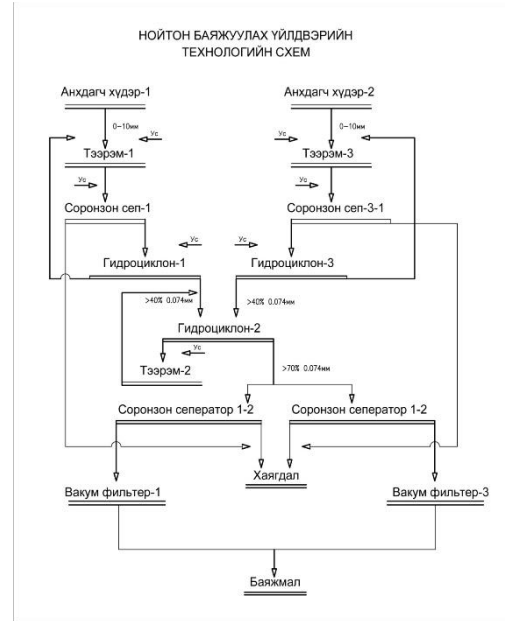 НОЙТОН БАЯЖУУЛАХ ҮЙЛДВЭРИЙН
ТЕХНОЛОГИЙН СХЕМ
Анхдагч хүдэр-1
Анхдагч хүдэр-2
0-10мм
Ус
Ус
0-10мм
Тээрэм-1
Тээрэм-3
Ус
Ус
Соронзон сеп-1
Соронзон сеп-3-1
Ус
Ус
Гидроциклон-1
Гидроциклон-3
>40% 0.074мм
>40% 0.074мм
Гидроциклон-2
Ус
Тээрэм-2
>70% 0.074мм
Соронзон сеператор 1-2
Соронзон сеператор 1-2
Хаягдал
Вакум фильтер-1
Вакум фильтер-3
Баяжмал